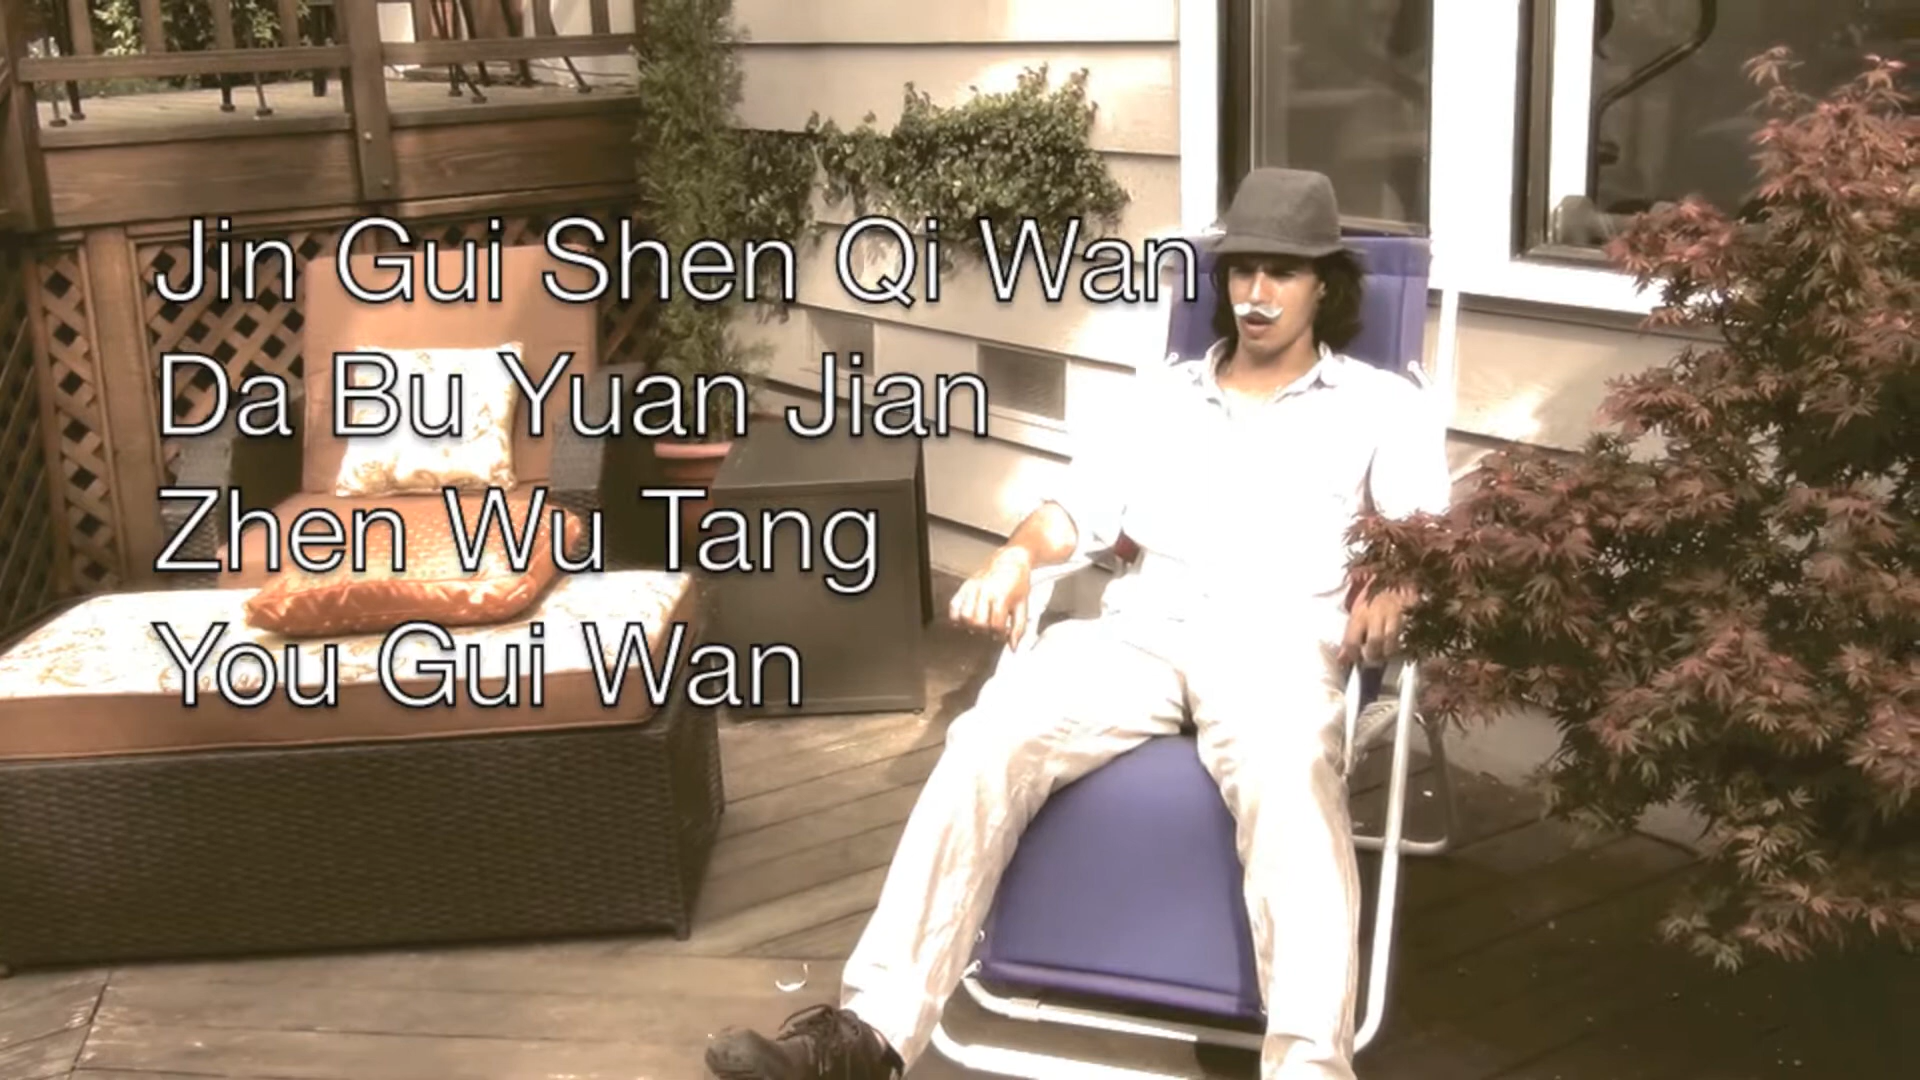 Jin Gui Shen Qi Wan
Da Bu Yuan Jian
Zhen Wu Tang
You Gui Wan